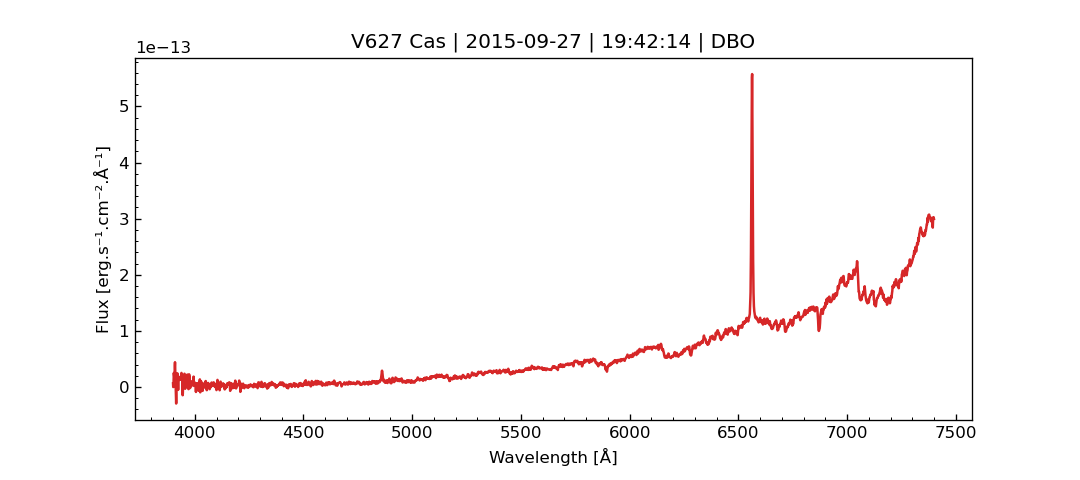 V627 Cas | 2015-09-27 | 19:42:14 | DBO
1e−13
Flux [erg.s⁻¹.cm⁻².Å⁻¹]
5
4
3
2
1
0
4000 4500 5000 5500 6000 6500 7000 7500
Wavelength [Å]